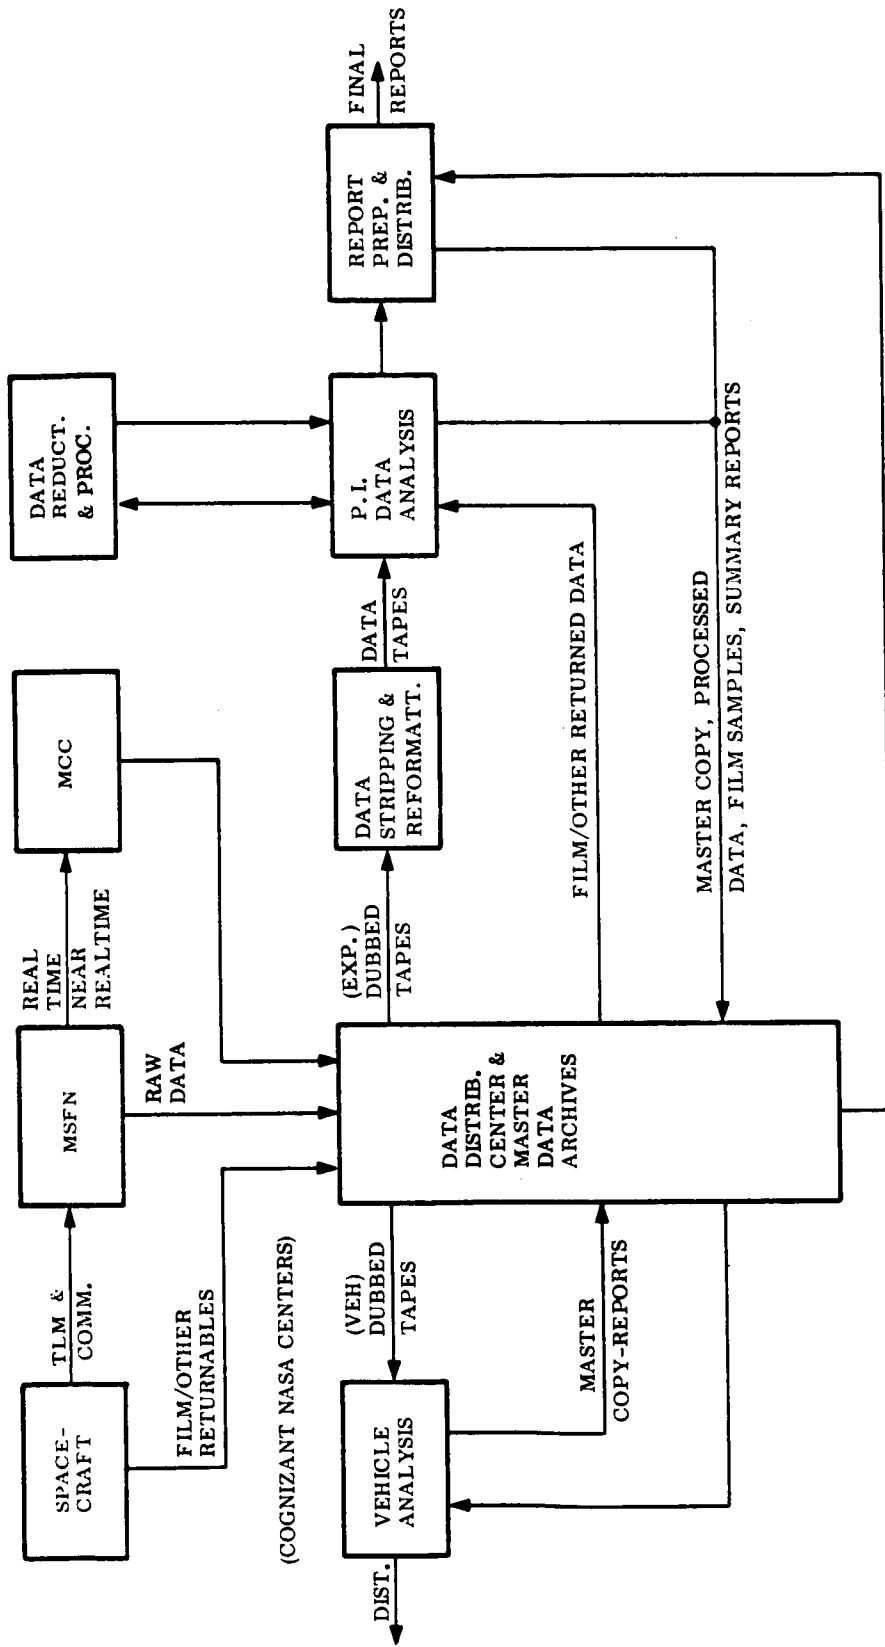 SPACE-
CRAFT
TLM &
COMM.
MSFN
REAL
TIME
NEAR
REALTIME
MCC
DATA
REDUCT.
& PROC.
FILM/OTHER
RETURNABLES
RAW
DATA
(COGNIZANT NASA CENTERS)
DIST.
VEHICLE
ANALYSIS
(VEH)
DUBBED
TAPES
MASTER
COPY-REPORTS
DATA
DISTRIB.
CENTER &
MASTER
DATA
ARCHIVES
(EXP.)
DUBBED
TAPES
DATA
STRIPPING &
REFORMATT.
DATA
TAPES
P.I.
DATA
ANALYSIS
REPORT
PREP. &
DISTRIB.
FINAL
REPORTS
FILM/OTHER RETURNED DATA
MASTER COPY, PROCESSED
DATA, FILM SAMPLES, SUMMARY REPORTS